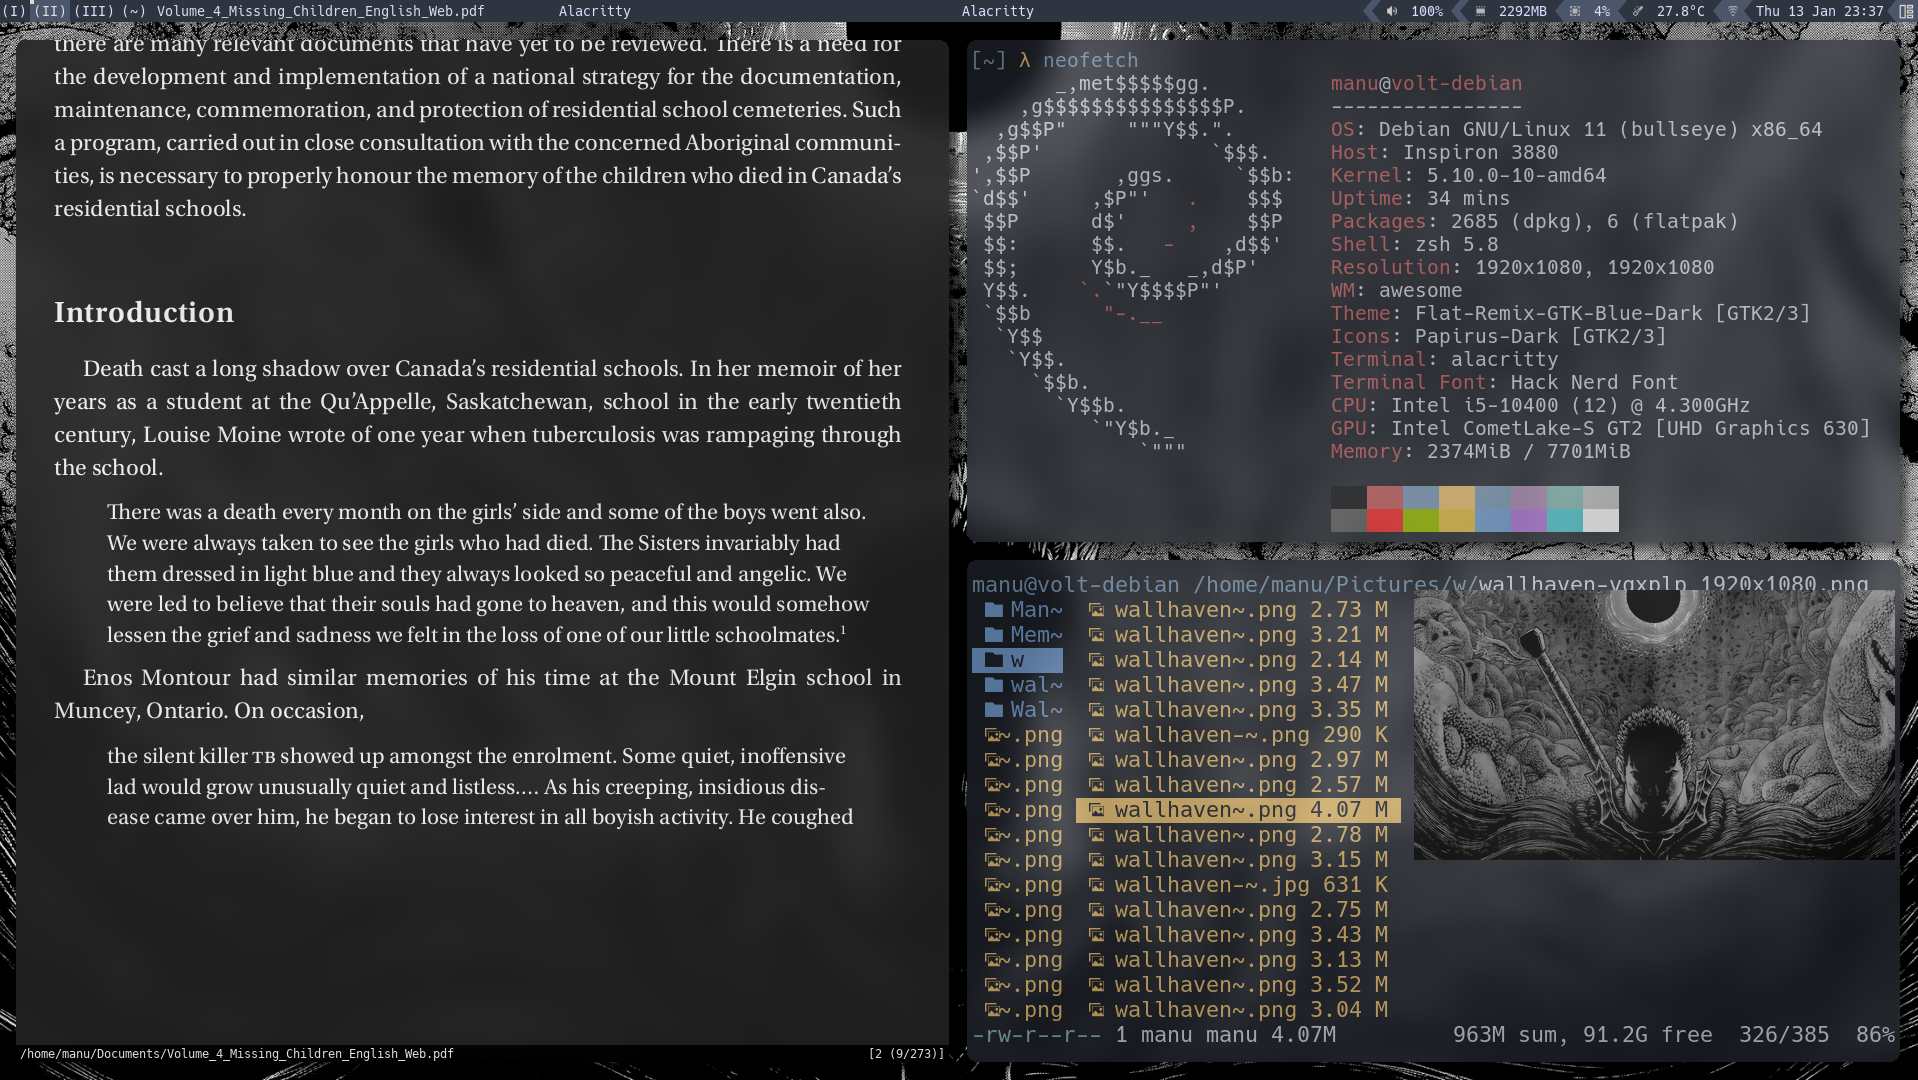 (I) (II) (III) (~) Volume_4_Missing_Children_English_Web.pdf Alacritty Alacritty 100% 2292MB 4% 27.8°C Thu 13 Jan 23:37
there are many relevant documents that have yet to be reviewed. There is a need for
the development and implementation of a national strategy for the documentation,
maintenance, commemoration, and protection of residential school cemeteries. Such
a program, carried out in close consultation with the concerned Aboriginal communi-
ties, is necessary to properly honour the memory of the children who died in Canada's
residential schools.
Introduction
Death cast a long shadow over Canada's residential schools. In her memoir of her
years as a student at the Qu'Appelle, Saskatchewan, school in the early twentieth
century, Louise Moine wrote of one year when tuberculosis was rampaging through
the school.
There was a death every month on the girls' side and some of the boys went also.
We were always taken to see the girls who had died. The Sisters invariably had
them dressed in light blue and they always looked so peaceful and angelic. We
were led to believe that their souls had gone to heaven, and this would somehow
lessen the grief and sadness we felt in the loss of one of our little schoolmates.1
Enos Montour had similar memories of his time at the Mount Elgin school in
Muncey, Ontario. On occasion,
the silent killer TB showed up amongst the enrolment. Some quiet, inoffensive
lad would grow unusually quiet and listless.... As his creeping, insidious dis-
ease came over him, he began to lose interest in all boyish activity. He coughed
/home/manu/Documents/Volume_4_Missing_Children_English_Web.pdf [2 (9/273)]
[~] λ neofetch
_,met$$$$$gg.
,g$$$$$$$$$$$$$$$P.
,g$$P" """Y$$.".
,$$P' `$$$.
',$$P ,ggs. `$$b:
`d$$' ,$P"' . $$$
$$P d$' , $$P
$$: $$. - ,d$$'
$$; Y$b._ _,d$P'
Y$$. `.`"Y$$$$P"'
`$$b "-.__
`Y$$
`Y$$.
`$$b.
`Y$$b.
`"Y$b._
`"""
manu@volt-debian
----------------
OS: Debian GNU/Linux 11 (bullseye) x86_64
Host: Inspiron 3880
Kernel: 5.10.0-10-amd64
Uptime: 34 mins
Packages: 2685 (dpkg), 6 (flatpak)
Shell: zsh 5.8
Resolution: 1920x1080, 1920x1080
WM: awesome
Theme: Flat-Remix-GTK-Blue-Dark [GTK2/3]
Icons: Papirus-Dark [GTK2/3]
Terminal: alacritty
Terminal Font: Hack Nerd Font
CPU: Intel i5-10400 (12) @ 4.300GHz
GPU: Intel CometLake-S GT2 [UHD Graphics 630]
Memory: 2374MiB / 7701MiB
manu@volt-debian /home/manu/Pictures/w/wallhaven-vqxplp_1920x1080.png
Man~ wallhaven~.png 2.73 M
Mem~ wallhaven~.png 3.21 M
w wallhaven~.png 2.14 M
wal~ wallhaven~.png 3.47 M
Wal~ wallhaven~.png 3.35 M
~.png wallhaven-~.png 290 K
~.png wallhaven~.png 2.97 M
~.png wallhaven~.png 2.57 M
~.png wallhaven~.png 4.07 M
~.png wallhaven~.png 2.78 M
~.png wallhaven~.png 3.15 M
~.png wallhaven-~.jpg 631 K
~.png wallhaven~.png 2.75 M
~.png wallhaven~.png 3.43 M
~.png wallhaven~.png 3.13 M
~.png wallhaven~.png 3.52 M
~.png wallhaven~.png 3.04 M
-rw-r--r-- 1 manu manu 4.07M 963M sum, 91.2G free 326/385 86%